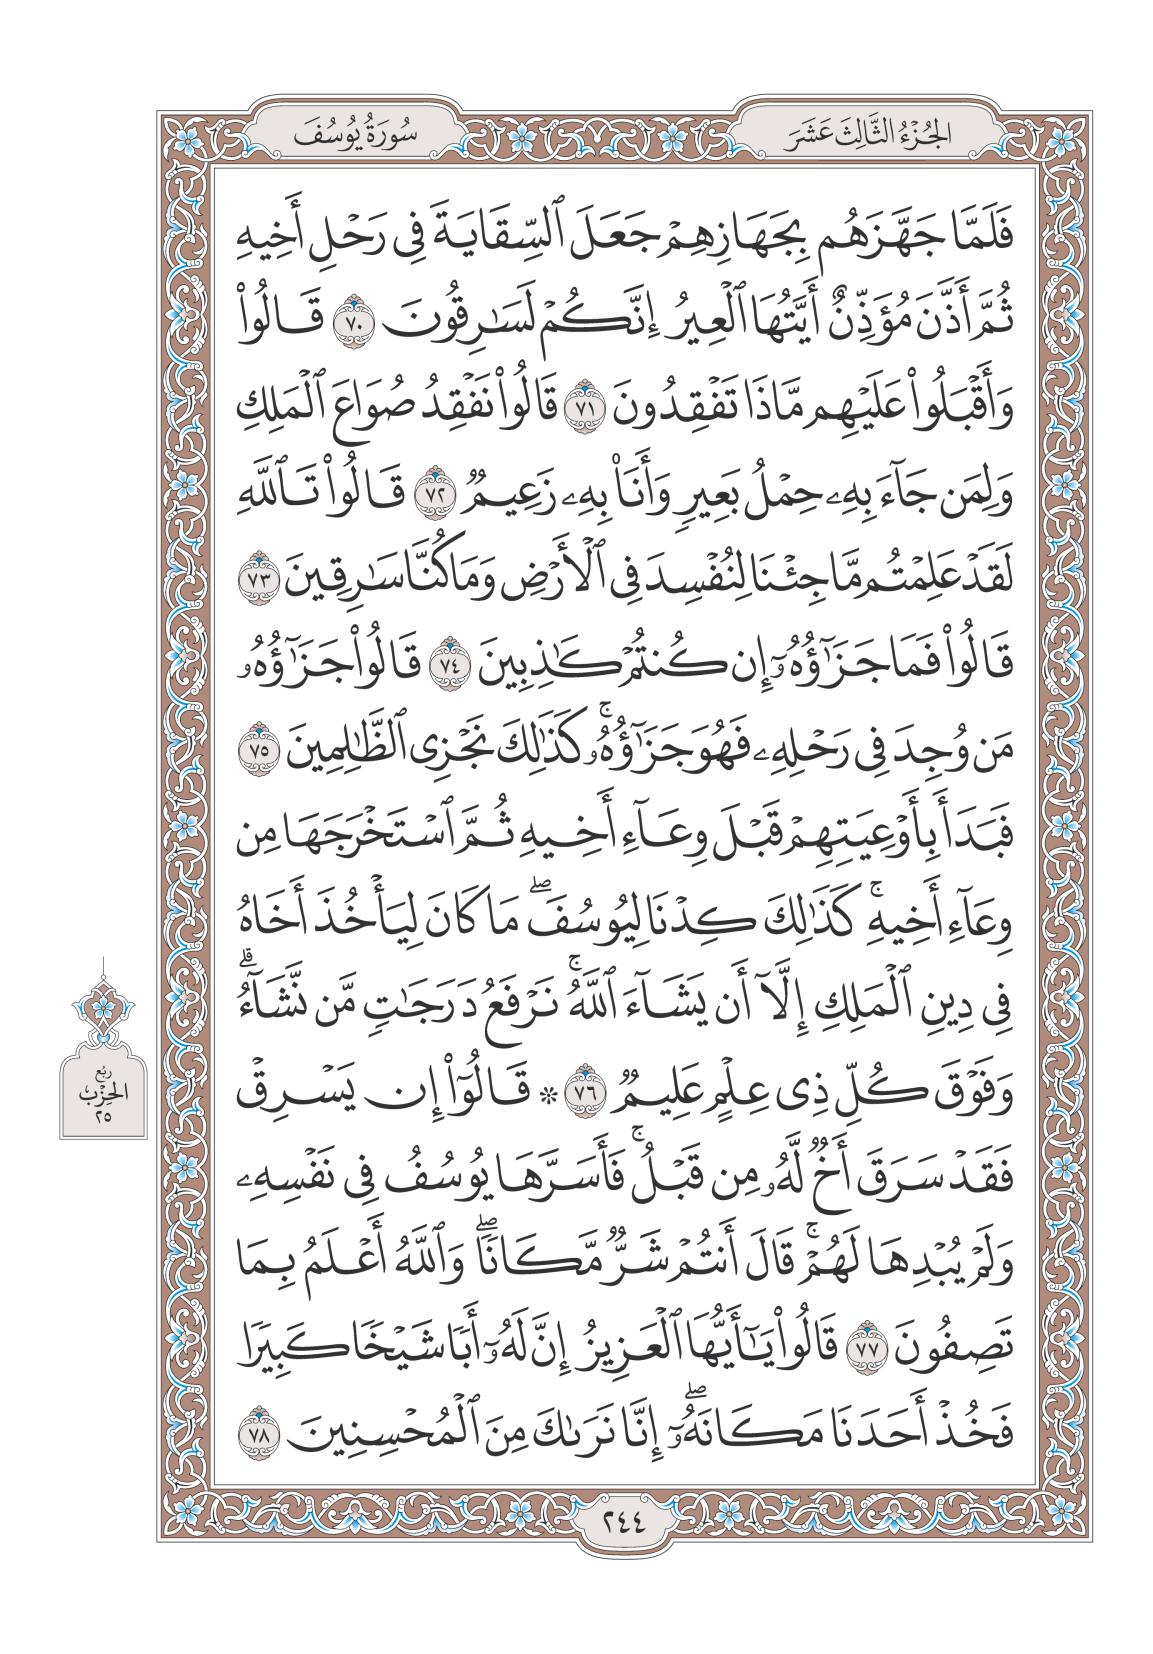 الجُزْءُ الثَّالِثَ عَشَرَ
سُورَةُ يُوسُفَ
فَلَمَّا جَهَّزَهُم بِجَهَازِهِمْ جَعَلَ ٱلسِّقَايَةَ فِى رَحْلِ أَخِيهِ
ثُمَّ أَذَّنَ مُؤَذِّنٌ أَيَّتُهَا ٱلْعِيرُ إِنَّكُمْ لَسَـٰرِقُونَ ٧٠ قَالُوا۟
وَأَقْبَلُوا۟ عَلَيْهِم مَّاذَا تَفْقِدُونَ ٧١ قَالُوا۟ نَفْقِدُ صُوَاعَ ٱلْمَلِكِ
وَلِمَن جَآءَ بِهِۦ حِمْلُ بَعِيرٍ وَأَنَا۠ بِهِۦ زَعِيمٌ ٧٢ قَالُوا۟ تَٱللَّهِ
لَقَدْ عَلِمْتُم مَّا جِئْنَا لِنُفْسِدَ فِى ٱلْأَرْضِ وَمَا كُنَّا سَـٰرِقِينَ ٧٣
قَالُوا۟ فَمَا جَزَـٰٓؤُهُۥٓ إِن كُنتُمْ كَـٰذِبِينَ ٧٤ قَالُوا۟ جَزَـٰٓؤُهُۥ
مَن وُجِدَ فِى رَحْلِهِۦ فَهُوَ جَزَـٰٓؤُهُۥۚ كَذَٰلِكَ نَجْزِى ٱلظَّـٰلِمِينَ ٧٥
فَبَدَأَ بِأَوْعِيَتِهِمْ قَبْلَ وِعَآءِ أَخِيهِ ثُمَّ ٱسْتَخْرَجَهَا مِن
وِعَآءِ أَخِيهِۚ كَذَٰلِكَ كِدْنَا لِيُوسُفَۖ مَا كَانَ لِيَأْخُذَ أَخَاهُ
فِى دِينِ ٱلْمَلِكِ إِلَّآ أَن يَشَآءَ ٱللَّهُۚ نَرْفَعُ دَرَجَـٰتٍ مَّن نَّشَآءُۗ
وَفَوْقَ كُلِّ ذِى عِلْمٍ عَلِيمٌ ٧٦ ۞ قَالُوٓا۟ إِن يَسْرِقْ
فَقَدْ سَرَقَ أَخٌ لَّهُۥ مِن قَبْلُۚ فَأَسَرَّهَا يُوسُفُ فِى نَفْسِهِۦ
وَلَمْ يُبْدِهَا لَهُمْۚ قَالَ أَنتُمْ شَرٌّ مَّكَانًاۖ وَٱللَّهُ أَعْلَمُ بِمَا
تَصِفُونَ ٧٧ قَالُوا۟ يَـٰٓأَيُّهَا ٱلْعَزِيزُ إِنَّ لَهُۥٓ أَبًا شَيْخًا كَبِيرًا
فَخُذْ أَحَدَنَا مَكَانَهُۥٓۖ إِنَّا نَرَىٰكَ مِنَ ٱلْمُحْسِنِينَ ٧٨
ربُع
الحِزْبُ
٢٥
٢٤٤